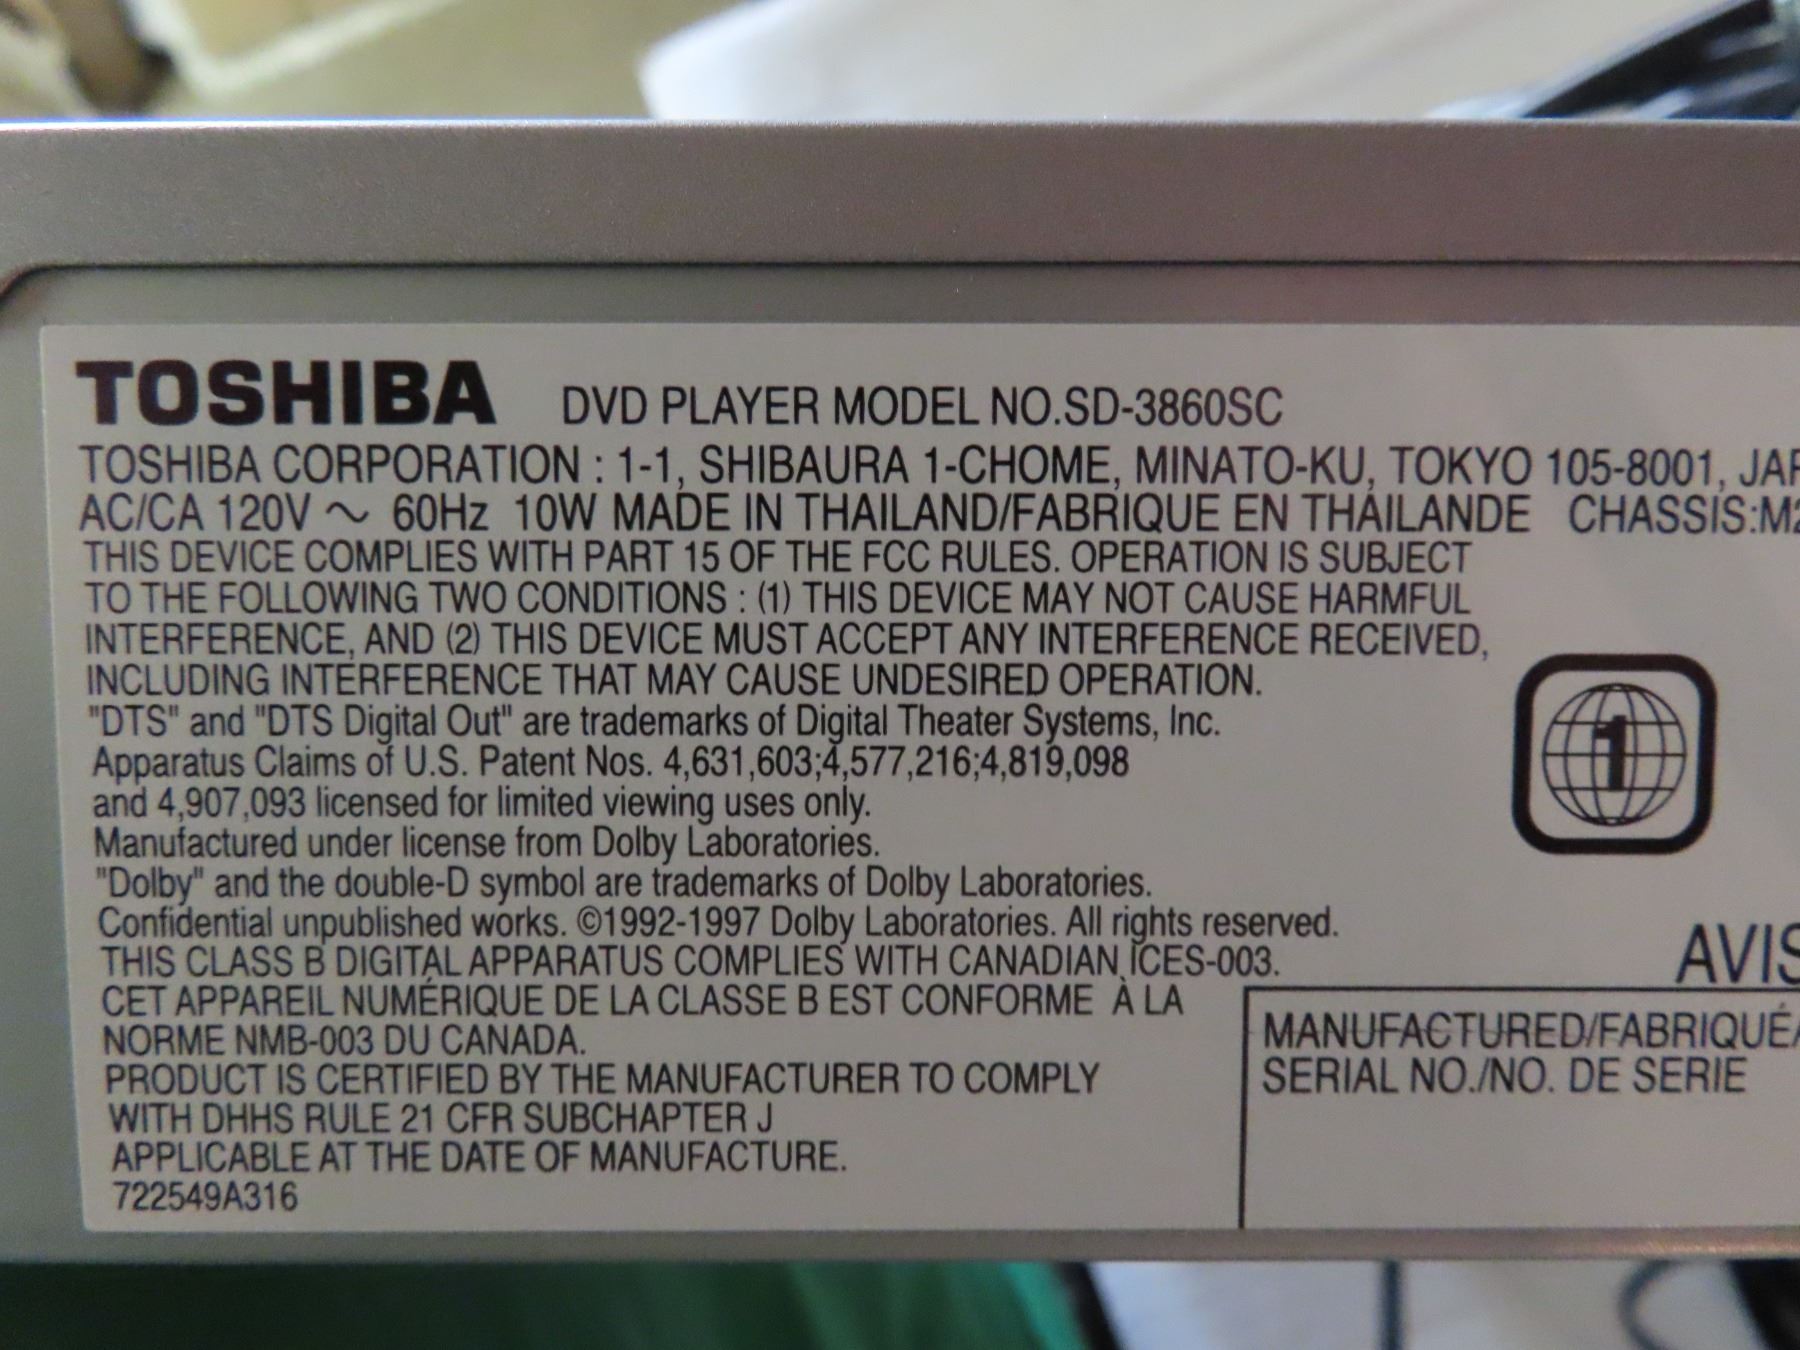 TOSHIBA DVD PLAYER MODEL NO.SD-3860SC
TOSHIBA CORPORATION : 1-1, SHIBAURA 1-CHOME, MINATO-KU, TOKYO 105-8001,
AC/CA 120V ～ 60Hz 10W MADE IN THAILAND/FABRIQUE EN THAÏLANDE CHASSIS:
THIS DEVICE COMPLIES WITH PART 15 OF THE FCC RULES. OPERATION IS SUBJECT
TO THE FOLLOWING TWO CONDITIONS : (1) THIS DEVICE MAY NOT CAUSE HARMFUL
INTERFERENCE, AND (2) THIS DEVICE MUST ACCEPT ANY INTERFERENCE RECEIVED,
INCLUDING INTERFERENCE THAT MAY CAUSE UNDESIRED OPERATION.
"DTS" and "DTS Digital Out" are trademarks of Digital Theater Systems, Inc.
Apparatus Claims of U.S. Patent Nos. 4,631,603;4,577,216;4,819,098
and 4,907,093 licensed for limited viewing uses only.
Manufactured under license from Dolby Laboratories.
"Dolby" and the double-D symbol are trademarks of Dolby Laboratories.
Confidential unpublished works. ©1992-1997 Dolby Laboratories. All rights reserved.
THIS CLASS B DIGITAL APPARATUS COMPLIES WITH CANADIAN ICES-003.
CET APPAREIL NUMÉRIQUE DE LA CLASSE B EST CONFORME À LA
NORME NMB-003 DU CANADA.
PRODUCT IS CERTIFIED BY THE MANUFACTURER TO COMPLY
WITH DHHS RULE 21 CFR SUBCHAPTER J
APPLICABLE AT THE DATE OF MANUFACTURE.
722549A316
1
AVIS
MANUFACTURED/FABRIQUÉ/
SERIAL NO./NO. DE SERIE